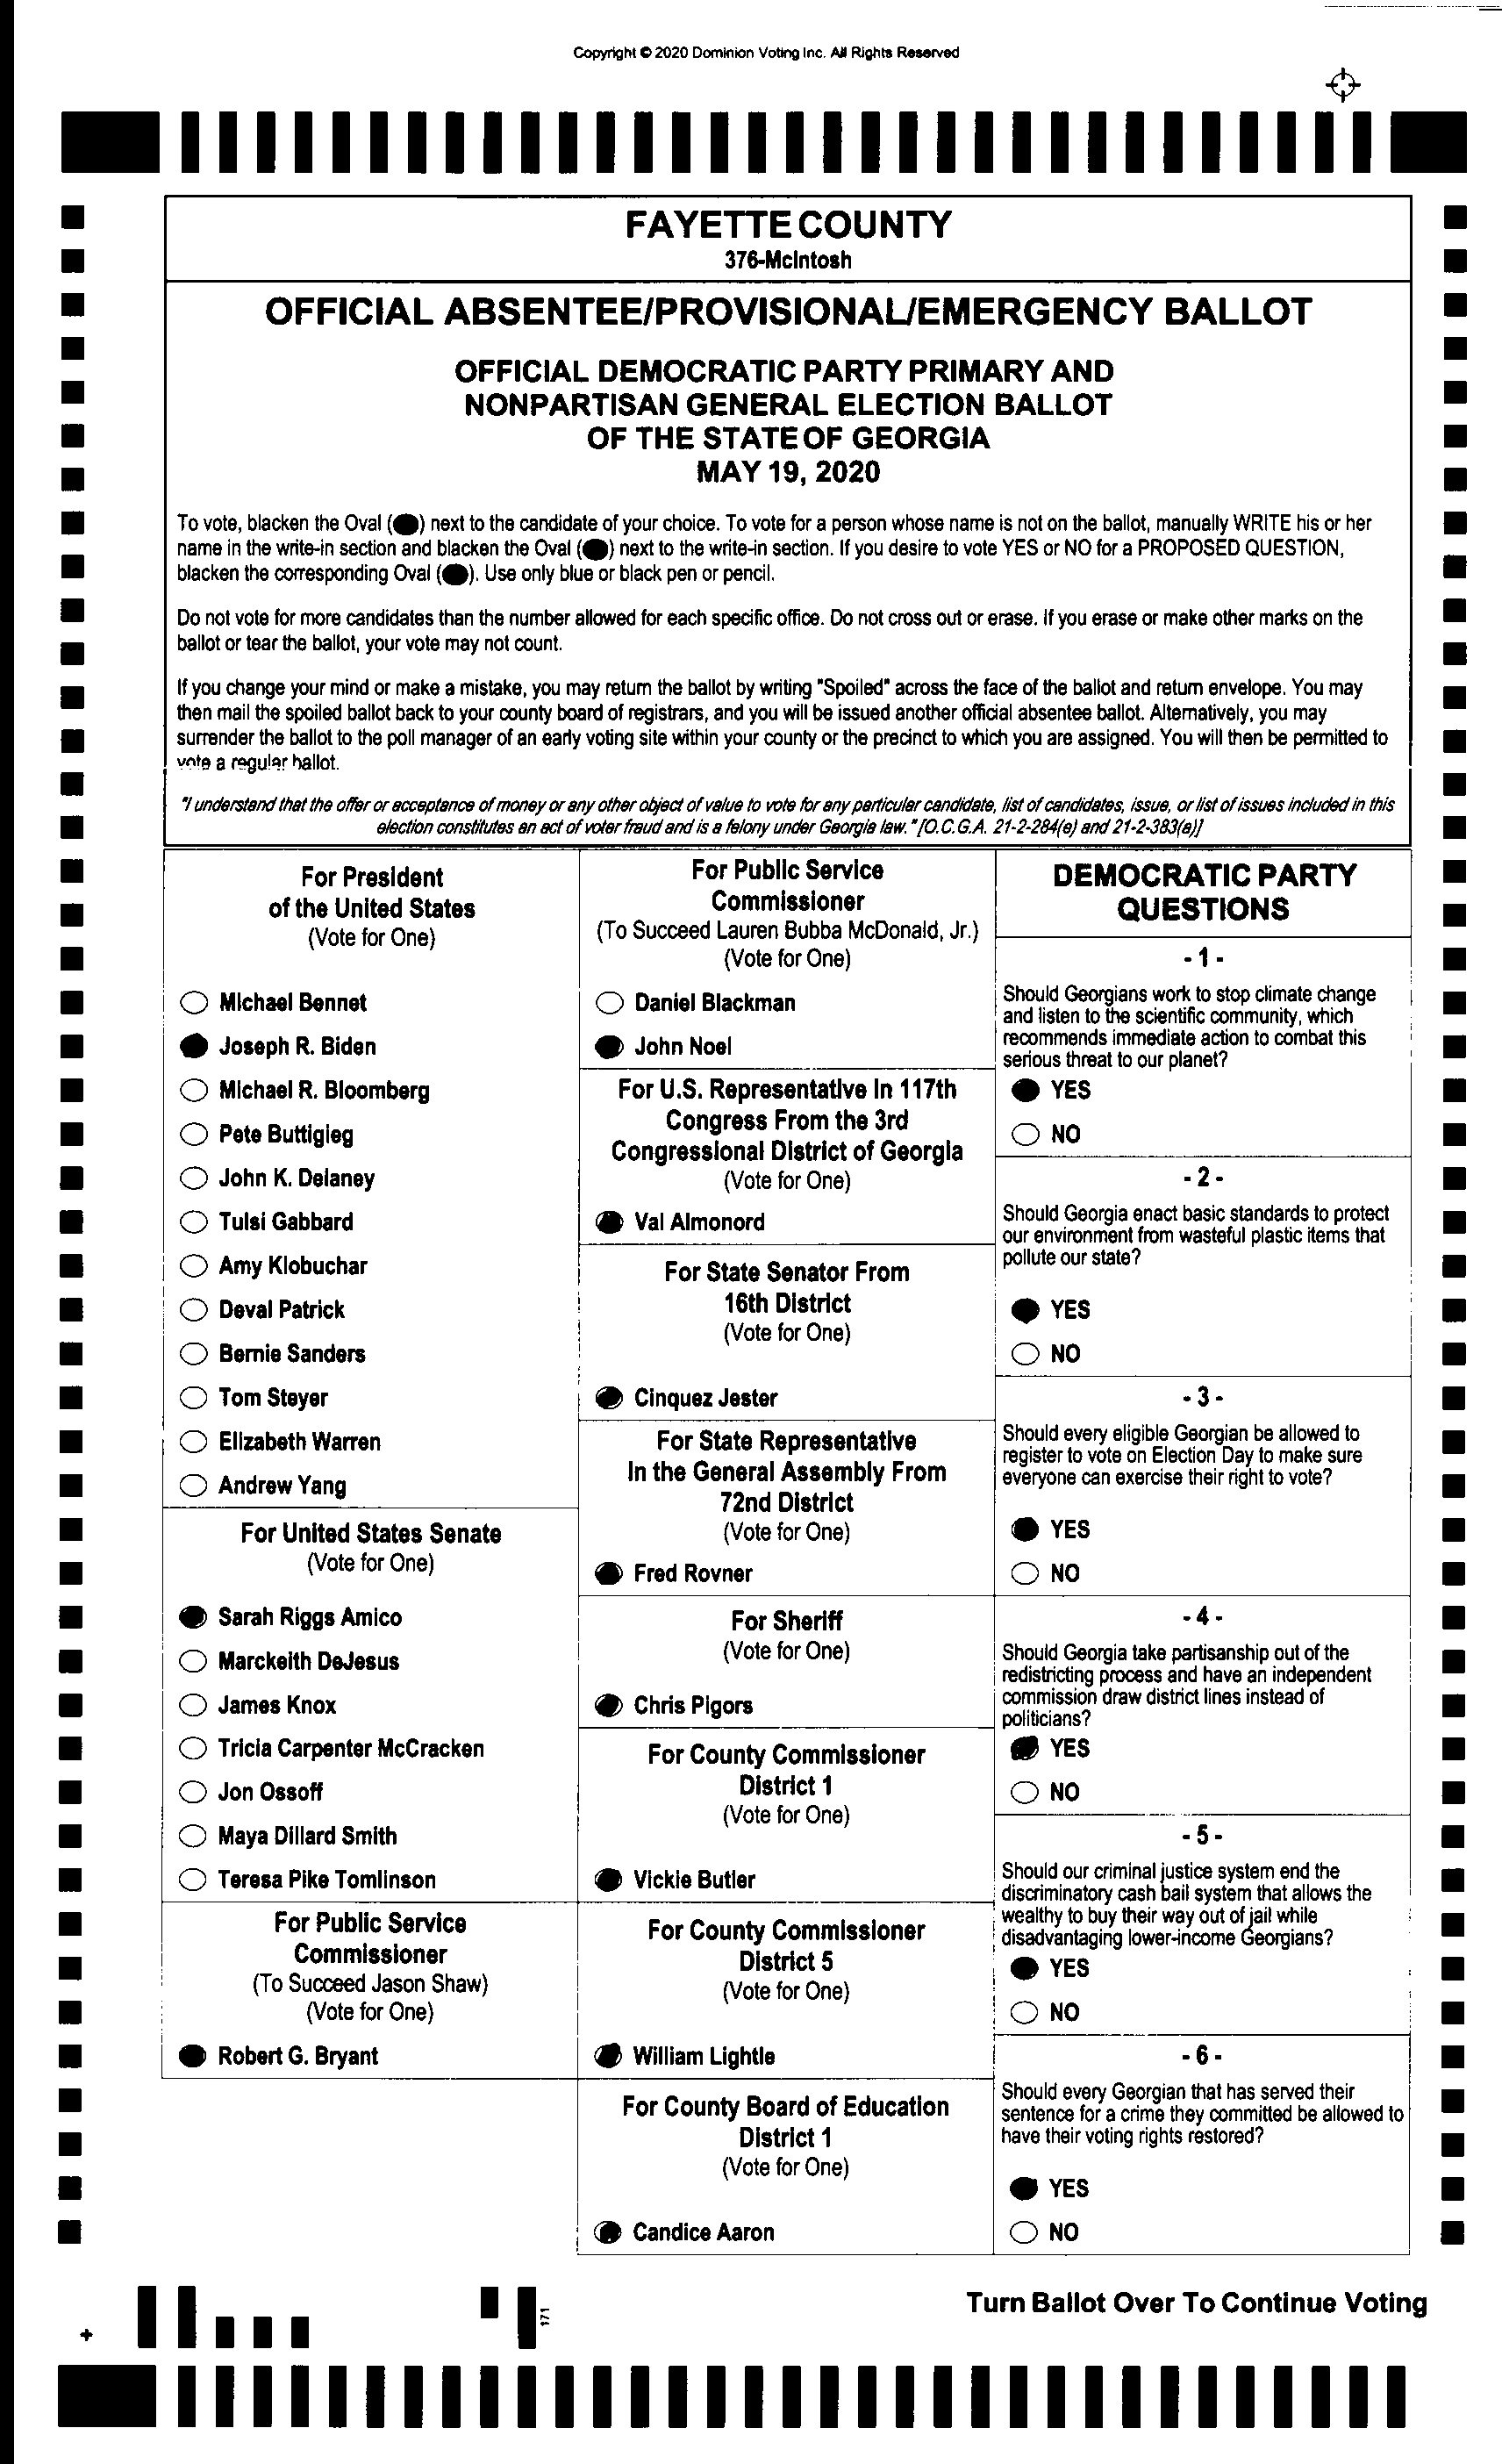 Copyright © 2020 Dominion Voting Inc. All Rights Reserved
FAYETTE COUNTY
376-McIntosh
OFFICIAL ABSENTEE/PROVISIONAL/EMERGENCY BALLOT
OFFICIAL DEMOCRATIC PARTY PRIMARY AND
NONPARTISAN GENERAL ELECTION BALLOT
OF THE STATE OF GEORGIA
MAY 19, 2020
To vote, blacken the Oval (●) next to the candidate of your choice. To vote for a person whose name is not on the ballot, manually WRITE his or her
name in the write-in section and blacken the Oval (●) next to the write-in section. If you desire to vote YES or NO for a PROPOSED QUESTION,
blacken the corresponding Oval (●). Use only blue or black pen or pencil.
Do not vote for more candidates than the number allowed for each specific office. Do not cross out or erase. If you erase or make other marks on the
ballot or tear the ballot, your vote may not count.
If you change your mind or make a mistake, you may return the ballot by writing "Spoiled" across the face of the ballot and return envelope. You may
then mail the spoiled ballot back to your county board of registrars, and you will be issued another official absentee ballot. Alternatively, you may
surrender the ballot to the poll manager of an early voting site within your county or the precinct to which you are assigned. You will then be permitted to
vote a regular ballot.
"I understand that the offer or acceptance of money or any other object of value to vote for any particular candidate, list of candidates, issue, or list of issues included in this
election constitutes an act of voter fraud and is a felony under Georgia law." [O.C.G.A. 21-2-284(e) and 21-2-383(a)]
For President
of the United States
(Vote for One)
Michael Bennet
Joseph R. Biden
Michael R. Bloomberg
Pete Buttigieg
John K. Delaney
Tulsi Gabbard
Amy Klobuchar
Deval Patrick
Bernie Sanders
Tom Steyer
Elizabeth Warren
Andrew Yang
For United States Senate
(Vote for One)
Sarah Riggs Amico
Marckeith DeJesus
James Knox
Tricia Carpenter McCracken
Jon Ossoff
Maya Dillard Smith
Teresa Pike Tomlinson
For Public Service
Commissioner
(To Succeed Jason Shaw)
(Vote for One)
Robert G. Bryant
For Public Service
Commissioner
(To Succeed Lauren Bubba McDonald, Jr.)
(Vote for One)
Daniel Blackman
John Noel
For U.S. Representative in 117th
Congress From the 3rd
Congressional District of Georgia
(Vote for One)
Val Almonord
For State Senator From
16th District
(Vote for One)
Cinquez Jester
For State Representative
In the General Assembly From
72nd District
(Vote for One)
Fred Rovner
For Sheriff
(Vote for One)
Chris Pigors
For County Commissioner
District 1
(Vote for One)
Vickie Butler
For County Commissioner
District 5
(Vote for One)
William Lightle
For County Board of Education
District 1
(Vote for One)
Candice Aaron
DEMOCRATIC PARTY
QUESTIONS
- 1 -
Should Georgians work to stop climate change
and listen to the scientific community, which
recommends immediate action to combat this
serious threat to our planet?
YES
NO
- 2 -
Should Georgia enact basic standards to protect
our environment from wasteful plastic items that
pollute our state?
YES
NO
- 3 -
Should every eligible Georgian be allowed to
register to vote on Election Day to make sure
everyone can exercise their right to vote?
YES
NO
- 4 -
Should Georgia take partisanship out of the
redistricting process and have an independent
commission draw district lines instead of
politicians?
YES
NO
- 5 -
Should our criminal justice system end the
discriminatory cash bail system that allows the
wealthy to buy their way out of jail while
disadvantaging lower-income Georgians?
YES
NO
- 6 -
Should every Georgian that has served their
sentence for a crime they committed be allowed to
have their voting rights restored?
YES
NO
171
Turn Ballot Over To Continue Voting